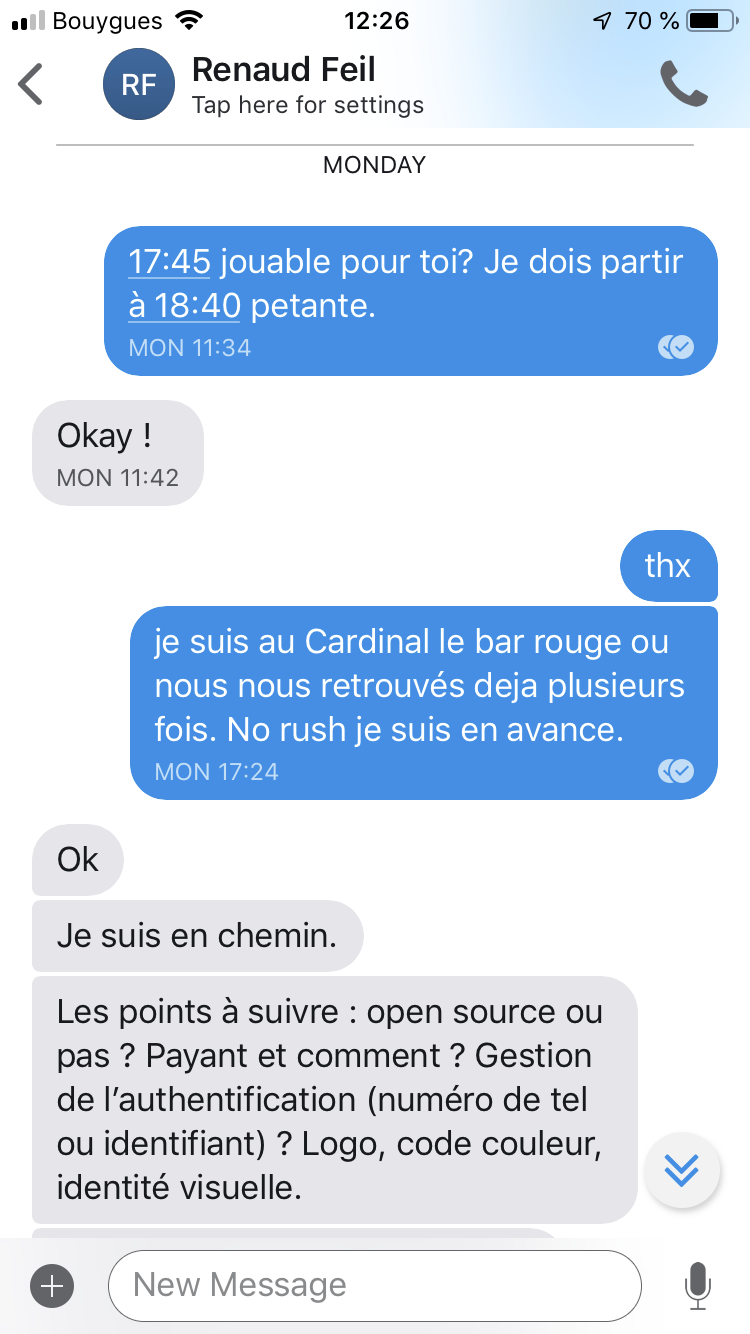 Bouygues 12:26 70 %
RF
Renaud Feil
Tap here for settings
MONDAY
17:45 jouable pour toi? Je dois partir
à 18:40 petante.
MON 11:34
Okay !
MON 11:42
thx
je suis au Cardinal le bar rouge ou
nous nous retrouvés deja plusieurs
fois. No rush je suis en avance.
MON 17:24
Ok
Je suis en chemin.
Les points à suivre : open source ou
pas ? Payant et comment ? Gestion
de l’authentification (numéro de tel
ou identifiant) ? Logo, code couleur,
identité visuelle.
New Message